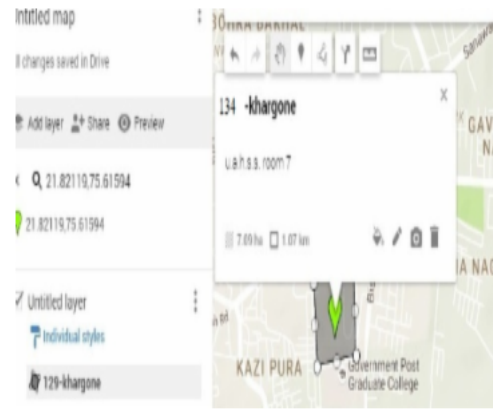 Untitled map
All changes saved in Drive
Add layer
Share
Preview
21.82119,75.61594
21.82119,75.61594
Untitled layer
Individual styles
129-khargone
134 -khargone
u.a.h.s.s. room 7
7.09 ha
1.07 km
GAV
KAZI PURA
Government Post
Graduate College
A NAG